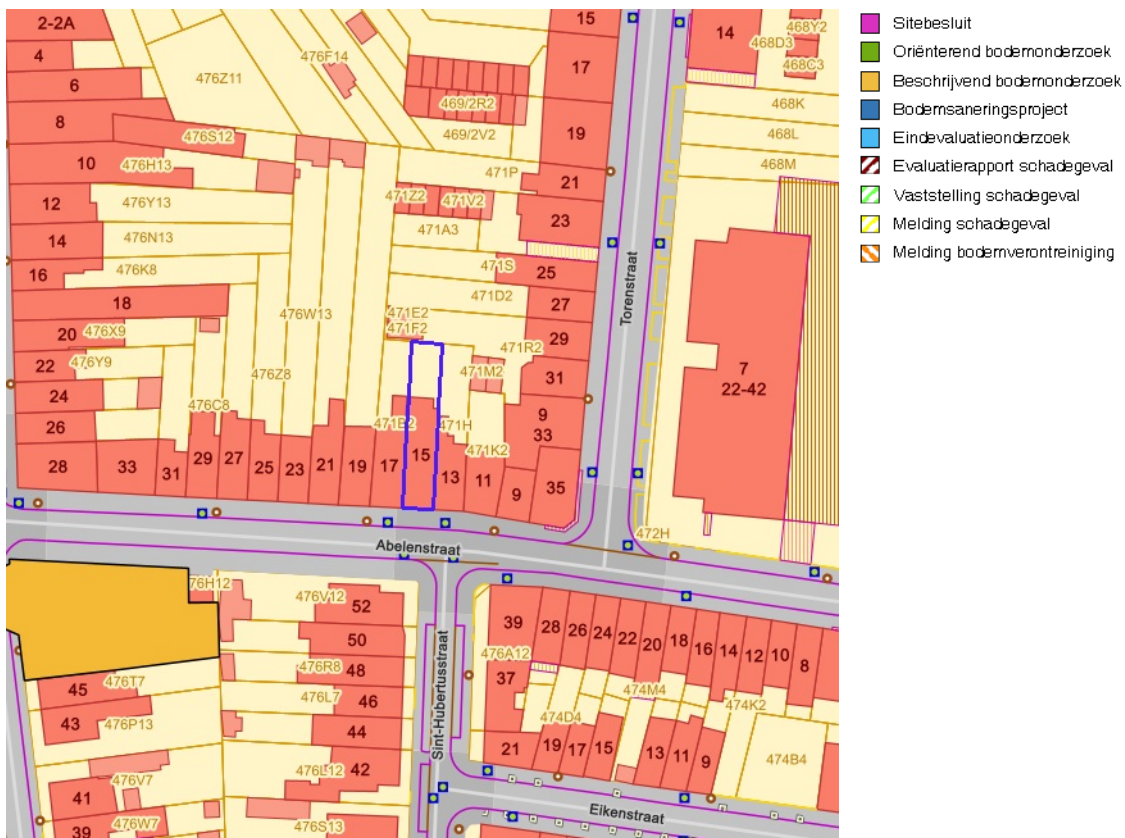 2-2A
4
6
8
10
12
14
16
18
20
22
24
26
28
33
31
29
27
25
23
21
19
17
15
13
11
9
35
476Z11
476F14
476S12
476H13
476Y13
476N13
476K8
476X9
476Y9
476C8
476Z8
476W13
469/2R2
469/2V2
471P
471Z2
471V2
471A3
471S
471D2
471E2
471F2
471R2
471M2
471B2
471H
471K2
15
17
19
21
23
25
27
29
31
9
33
Torenstraat
14
468Y2
468D3
468C3
468K
468L
468M
7
22-42
472H
Abelenstraat
Sint-Hubertusstraat
Eikenstraat
76H12
476V12
52
50
476R8
48
476L7
46
44
476L12
42
476S13
45
476T7
43
476P13
476V7
41
39
476W7
39
476A12
37
28
26
24
22
20
18
16
14
12
10
8
474M4
474K2
474D4
474B4
21
19
17
15
13
11
9
Sitebesluit
Oriënterend bodemonderzoek
Beschrijvend bodemonderzoek
Bodemsaneringsproject
Eindevaluatieonderzoek
Evaluatierapport schadegeval
Vaststelling schadegeval
Melding schadegeval
Melding bodemverontreiniging